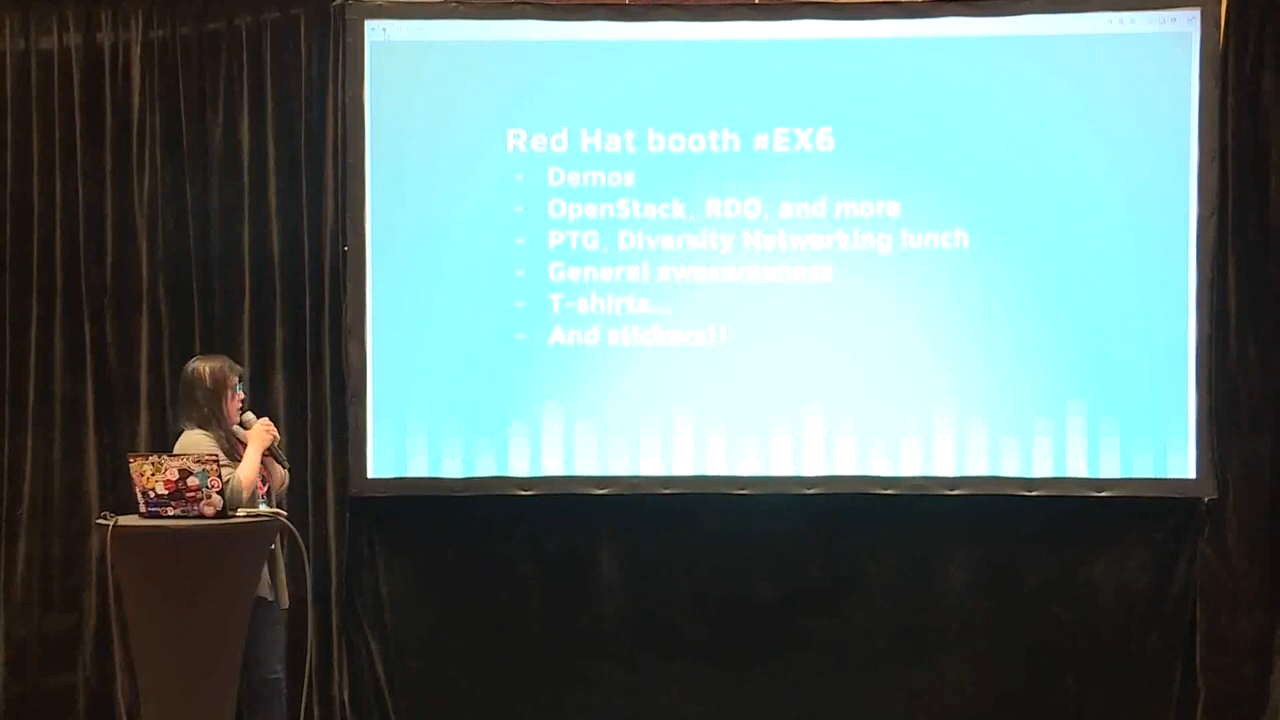 Red Hat booth #EX6
- Demos
- OpenStack, RDO, and more
- PTG, Diversity Networking lunch
- General awesomeness
- T-shirts...
- And stickers!!